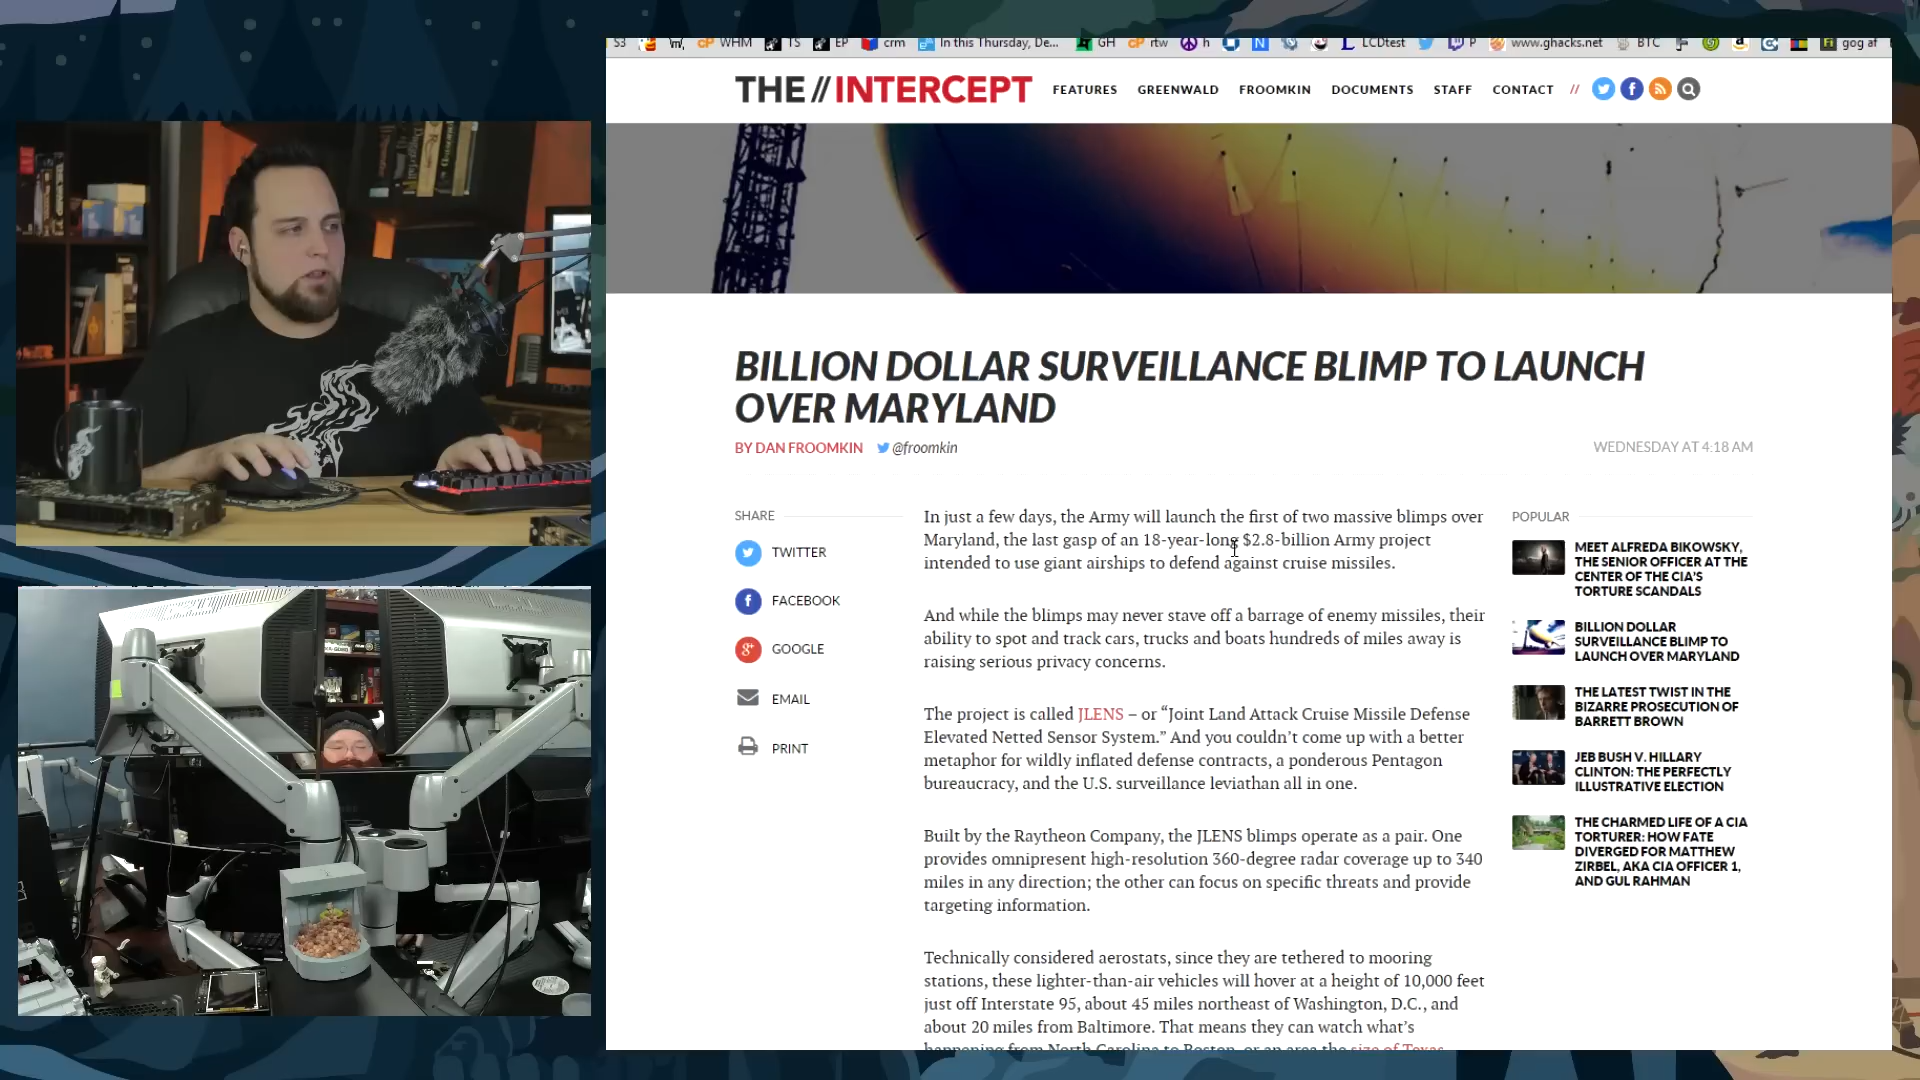 S3
WHM
TS
EP
crm
In this Thursday, De...
GH
rtw
h
LCDtest
P
www.ghacks.net
BTC
gog af
THE // INTERCEPT
FEATURES
GREENWALD
FROOMKIN
DOCUMENTS
STAFF
CONTACT
//
BILLION DOLLAR SURVEILLANCE BLIMP TO LAUNCH
OVER MARYLAND
BY DAN FROOMKIN
@froomkin
WEDNESDAY AT 4:18 AM
SHARE
TWITTER
FACEBOOK
GOOGLE
EMAIL
PRINT
In just a few days, the Army will launch the first of two massive blimps over
Maryland, the last gasp of an 18-year-long $2.8-billion Army project
intended to use giant airships to defend against cruise missiles.
And while the blimps may never stave off a barrage of enemy missiles, their
ability to spot and track cars, trucks and boats hundreds of miles away is
raising serious privacy concerns.
The project is called JLENS – or “Joint Land Attack Cruise Missile Defense
Elevated Netted Sensor System.” And you couldn’t come up with a better
metaphor for wildly inflated defense contracts, a ponderous Pentagon
bureaucracy, and the U.S. surveillance leviathan all in one.
Built by the Raytheon Company, the JLENS blimps operate as a pair. One
provides omnipresent high-resolution 360-degree radar coverage up to 340
miles in any direction; the other can focus on specific threats and provide
targeting information.
Technically considered aerostats, since they are tethered to mooring
stations, these lighter-than-air vehicles will hover at a height of 10,000 feet
just off Interstate 95, about 45 miles northeast of Washington, D.C., and
about 20 miles from Baltimore. That means they can watch what’s
happening from North Carolina to Boston, or an area the size of Texas.
POPULAR
MEET ALFREDA BIKOWSKY,
THE SENIOR OFFICER AT THE
CENTER OF THE CIA'S
TORTURE SCANDALS
BILLION DOLLAR
SURVEILLANCE BLIMP TO
LAUNCH OVER MARYLAND
THE LATEST TWIST IN THE
BIZARRE PROSECUTION OF
BARRETT BROWN
JEB BUSH V. HILLARY
CLINTON: THE PERFECTLY
ILLUSTRATIVE ELECTION
THE CHARMED LIFE OF A CIA
TORTURER: HOW FATE
DIVERGED FOR MATTHEW
ZIRBEL, AKA CIA OFFICER 1,
AND GUL RAHMAN